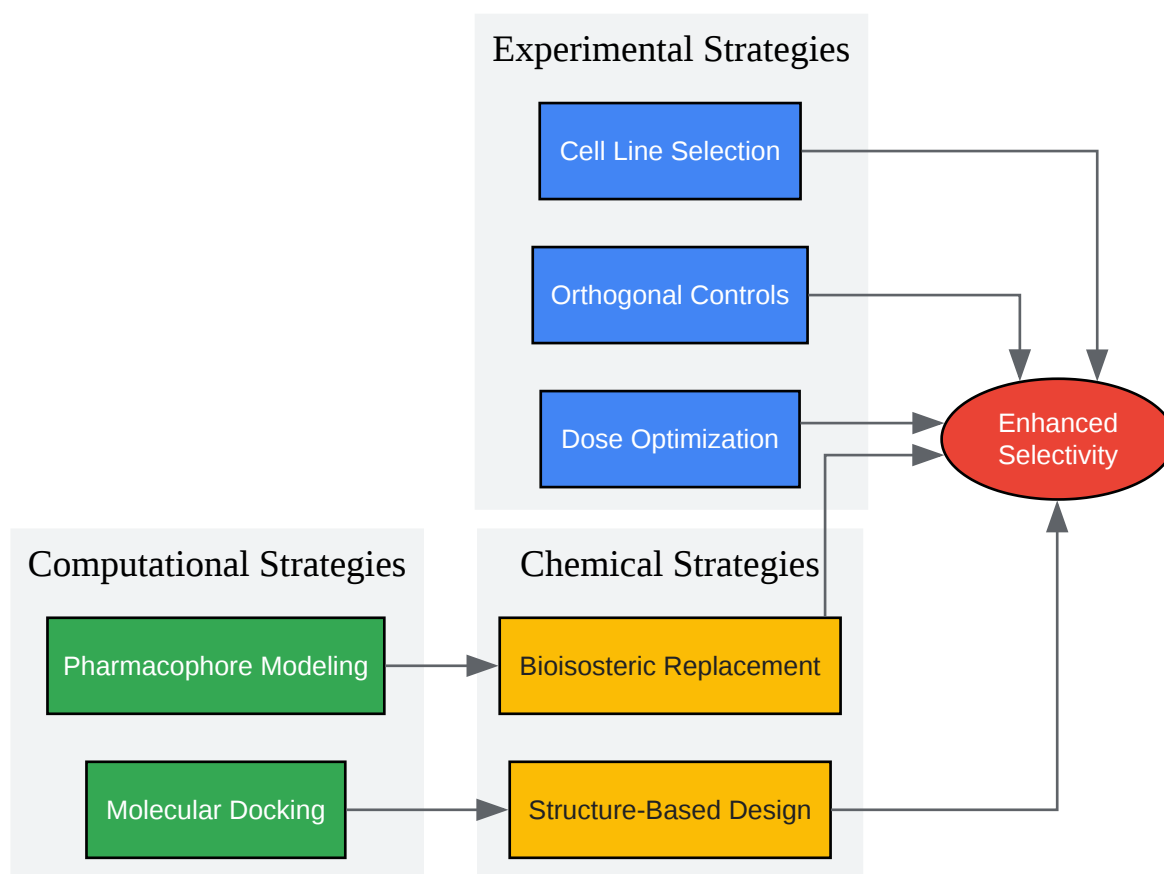 Experimental Strategies
Cell Line Selection
Orthogonal Controls
Dose Optimization
Enhanced
Selectivity
Computational Strategies
Pharmacophore Modeling
Molecular Docking
Chemical Strategies
Bioisosteric Replacement
Structure-Based Design